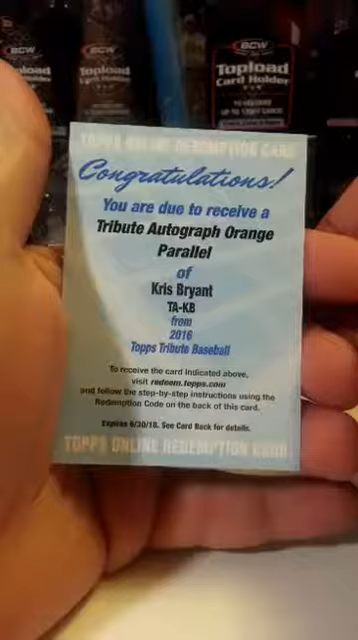 BCW
Topload
BCW
Topload
BCW
Topload
Card Holder
TOPPS ONLINE REDEMPTION CARD
Congratulations!
You are due to receive a
Tribute Autograph Orange
Parallel
of
Kris Bryant
TA-KB
from
2016
Topps Tribute Baseball
To receive the card indicated above,
visit redeem.topps.com
and follow the step-by-step instructions using the
Redemption Code on the back of this card.
Expires 6/30/18. See Card Back for details.
TOPPS ONLINE REDEMPTION CARD